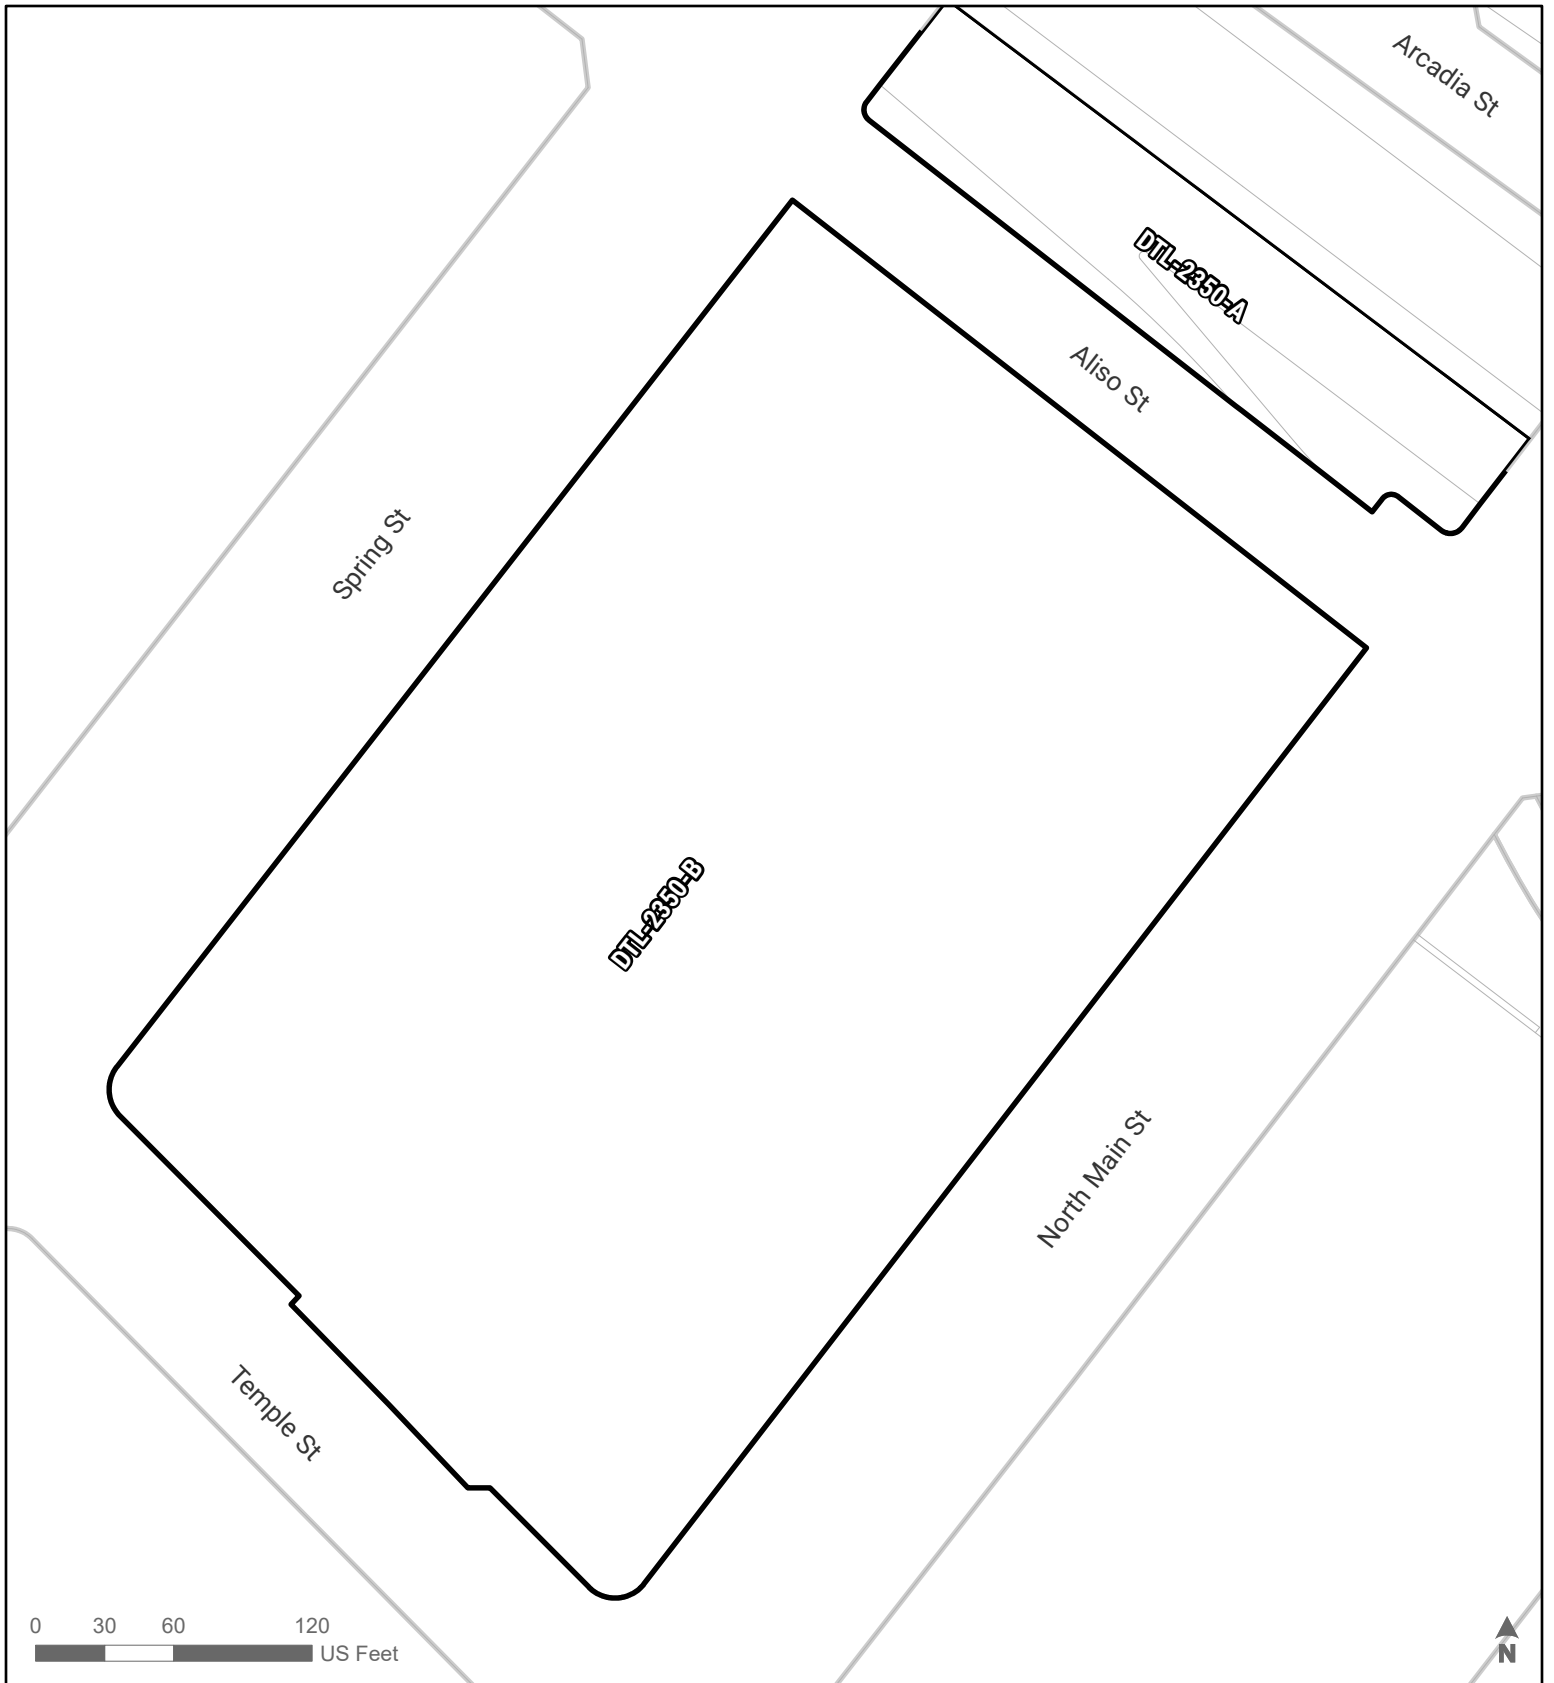 Arcadia St
DTL-2350-A
Aliso St
Spring St
DTL-2350-B
North Main St
Temple St
0 30 60 120
US Feet
N